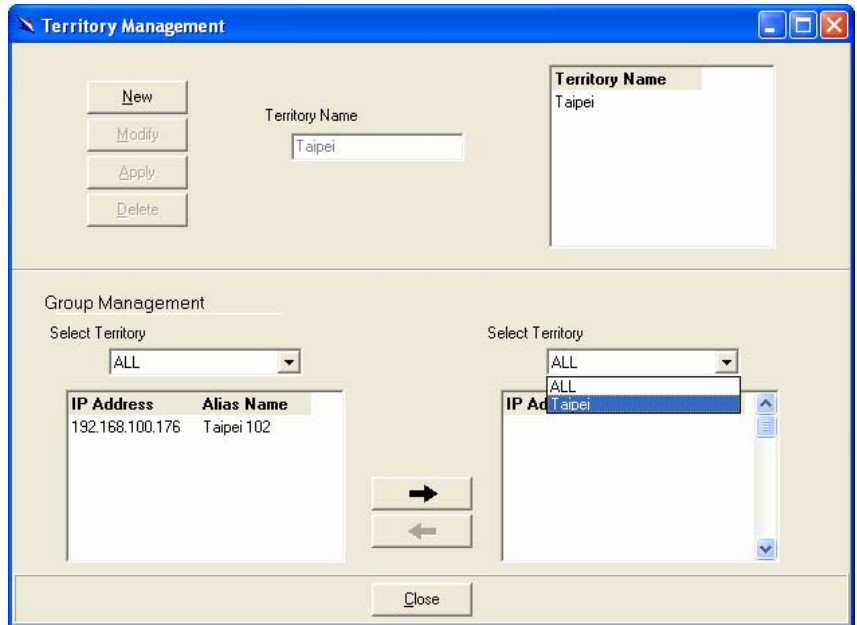 Territory Management
New
Modify
Apply
Delete
Territory Name
Taipei
Territory Name
Taipei
Group Management
Select Territory
ALL
IP Address Alias Name
192.168.100.176 Taipei 102
Select Territory
ALL
ALL
Taipei
IP Ad
Close